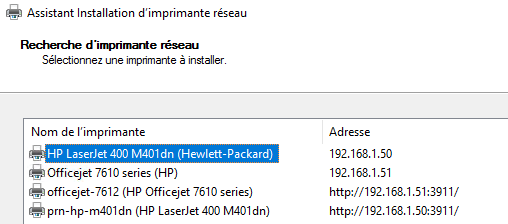 Assistant Installation d'imprimante réseau
Recherche d'imprimante réseau
Sélectionnez une imprimante à installer.
Nom de l'imprimante Adresse
HP LaserJet 400 M401dn (Hewlett-Packard) 192.168.1.50
Officejet 7610 series (HP) 192.168.1.51
officejet-7612 (HP Officejet 7610 series) http://192.168.1.51:3911/
prn-hp-m401dn (HP LaserJet 400 M401dn) http://192.168.1.50:3911/